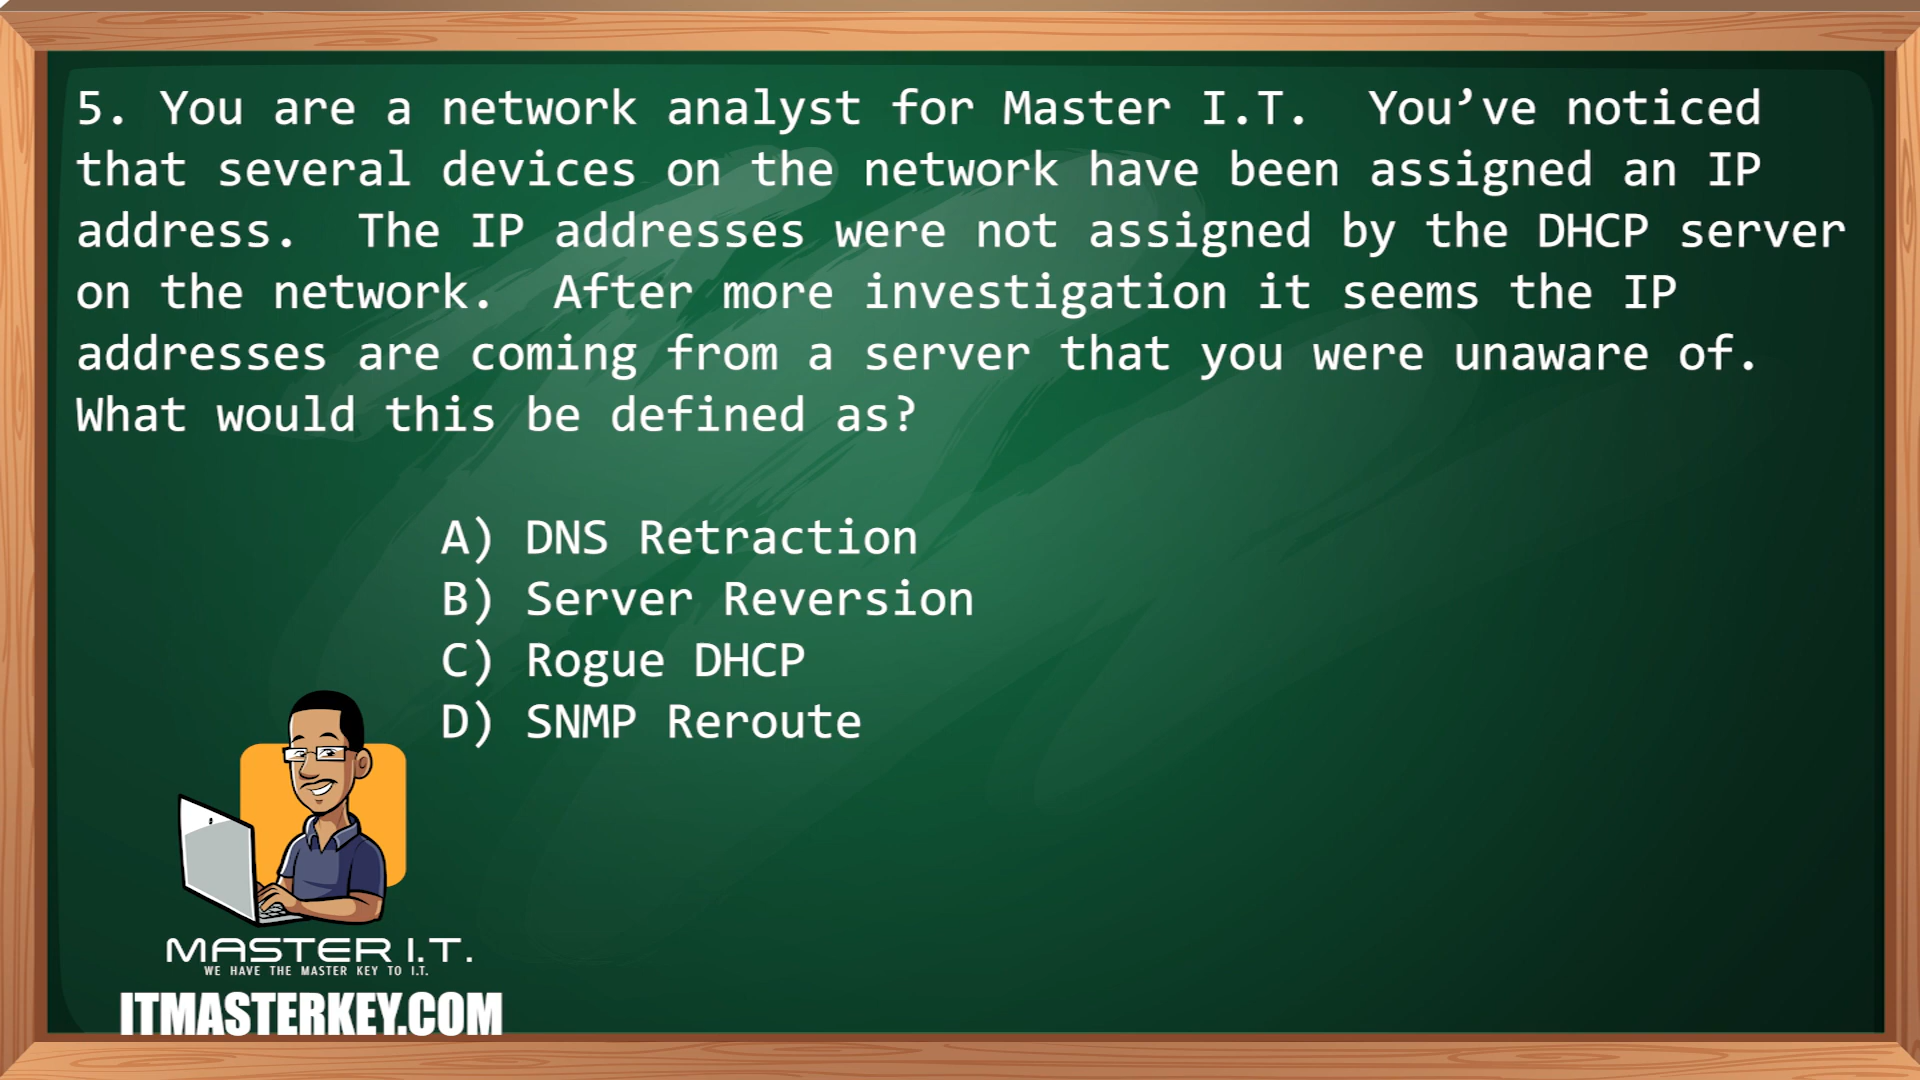 5. You are a network analyst for Master I.T.  You’ve noticed
that several devices on the network have been assigned an IP
address.  The IP addresses were not assigned by the DHCP server
on the network.  After more investigation it seems the IP
addresses are coming from a server that you were unaware of.
What would this be defined as?
A) DNS Retraction
B) Server Reversion
C) Rogue DHCP
D) SNMP Reroute
MASTER I.T.
WE HAVE THE MASTER KEY TO I.T.
ITMASTERKEY.COM